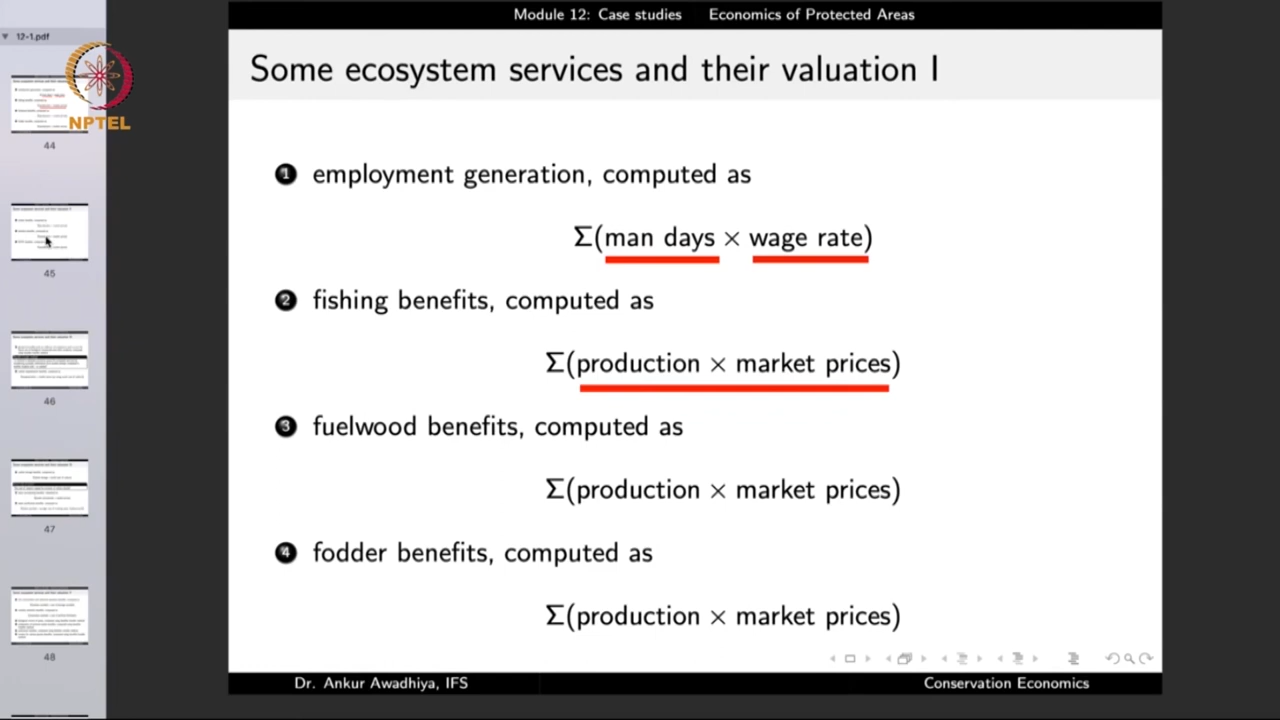 Module 12: Case studies Economics of Protected Areas
12-1.pdf
NPTEL
Some ecosystem services and their valuation I
1 employment generation, computed as
Σ(man days × wage rate)
2 fishing benefits, computed as
Σ(production × market prices)
3 fuelwood benefits, computed as
Σ(production × market prices)
4 fodder benefits, computed as
Σ(production × market prices)
44
45
46
47
48
Dr. Ankur Awadhiya, IFS Conservation Economics